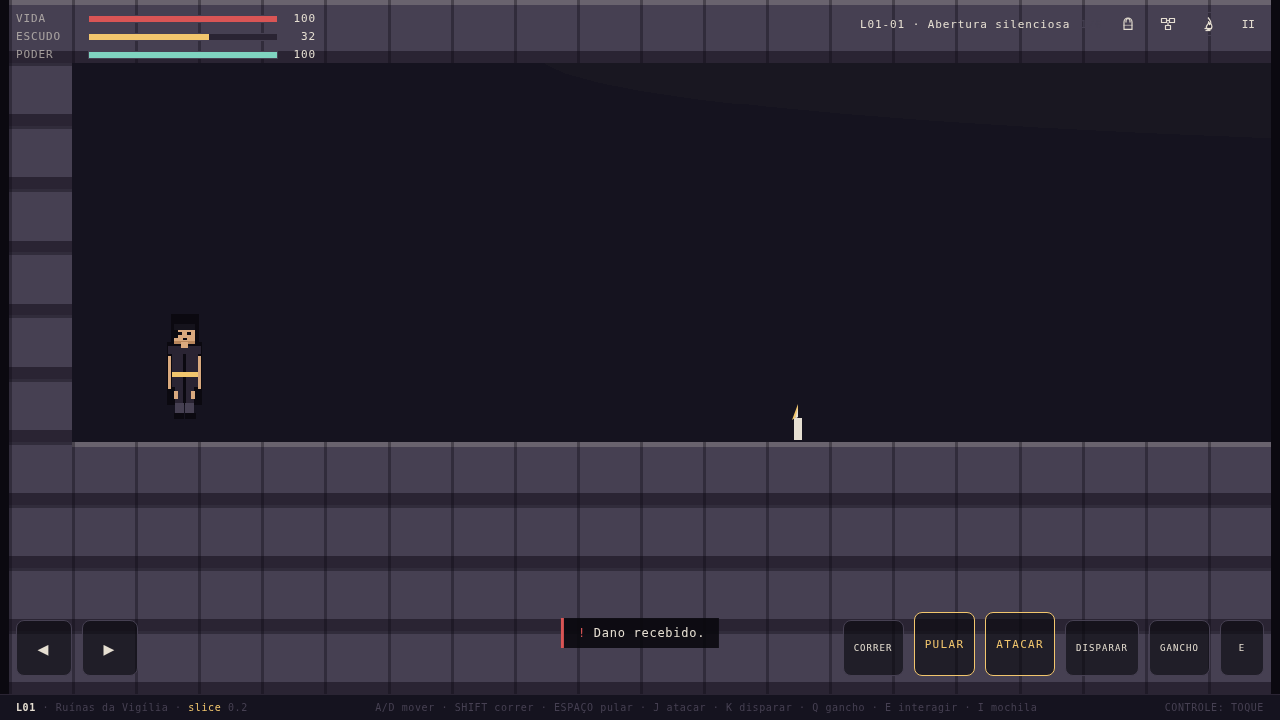 VIDA 100
ESCUDO 32
PODER 100
L01-01 · Abertura silenciosa
II
! Dano recebido.
◀ ▶
CORRER PULAR ATACAR DISPARAR GANCHO E
L01 · Ruínas da Vigília · slice 0.2
A/D mover · SHIFT correr · ESPAÇO pular · J atacar · K disparar · Q gancho · E interagir · I mochila
CONTROLE: TOQUE